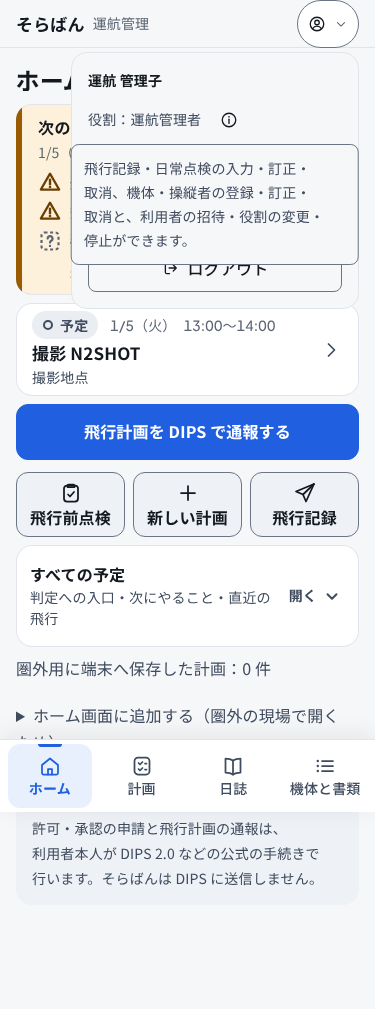 そらばん 運航管理
ホー
運航 管理子
次の
役割：運航管理者
1/5
飛行記録・日常点検の入力・訂正・
取消、機体・操縦者の登録・訂正・
取消と、利用者の招待・役割の変更・
停止ができます。
ログアウト
予定 1/5（火） 13:00〜14:00
撮影 N2SHOT
撮影地点
飛行計画を DIPS で通報する
飛行前点検 新しい計画 飛行記録
すべての予定
判定への入口・次にやること・直近の
飛行
開く
圏外用に端末へ保存した計画：0 件
ホーム画面に追加する（圏外の現場で開く
ホーム 計画 日誌 機体と書類
許可・承認の申請と飛行計画の通報は、
利用者本人が DIPS 2.0 などの公式の手続きで
行います。そらばんは DIPS に送信しません。